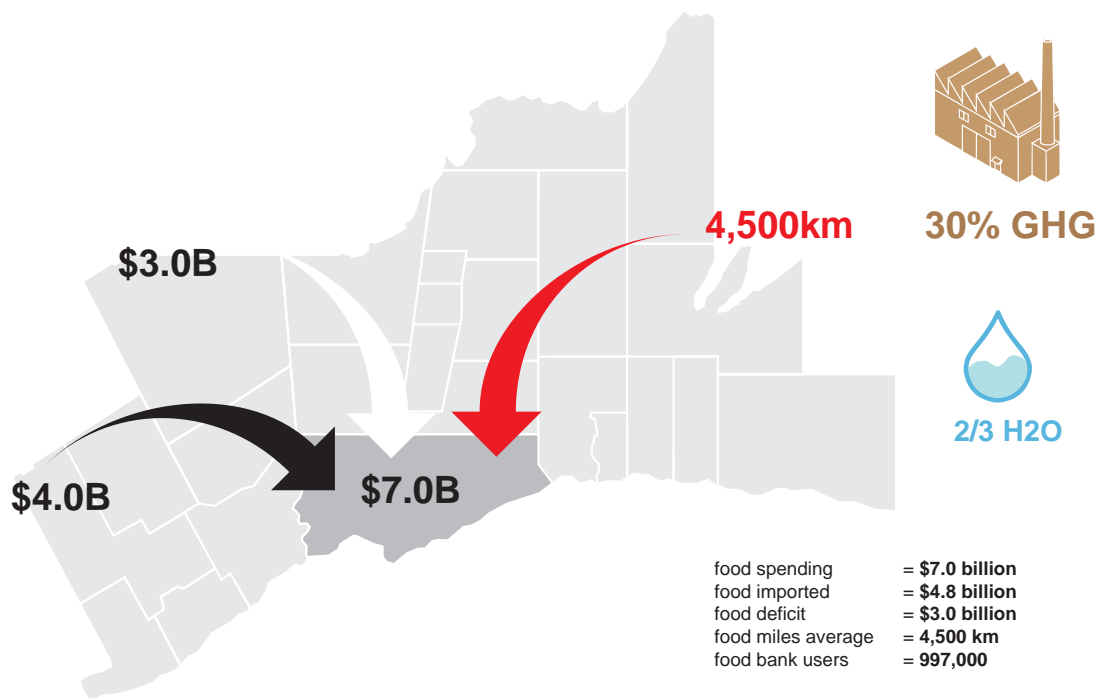 4,500km
30% GHG
$3.0B
2/3 H2O
$4.0B
$7.0B
food spending = $7.0 billion
food imported = $4.8 billion
food deficit = $3.0 billion
food miles average = 4,500 km
food bank users = 997,000